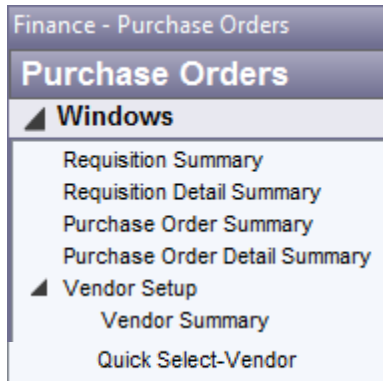 Finance - Purchase Orders
Purchase Orders
Windows
Requisition Summary
Requisition Detail Summary
Purchase Order Summary
Purchase Order Detail Summary
Vendor Setup
Vendor Summary
Quick Select-Vendor